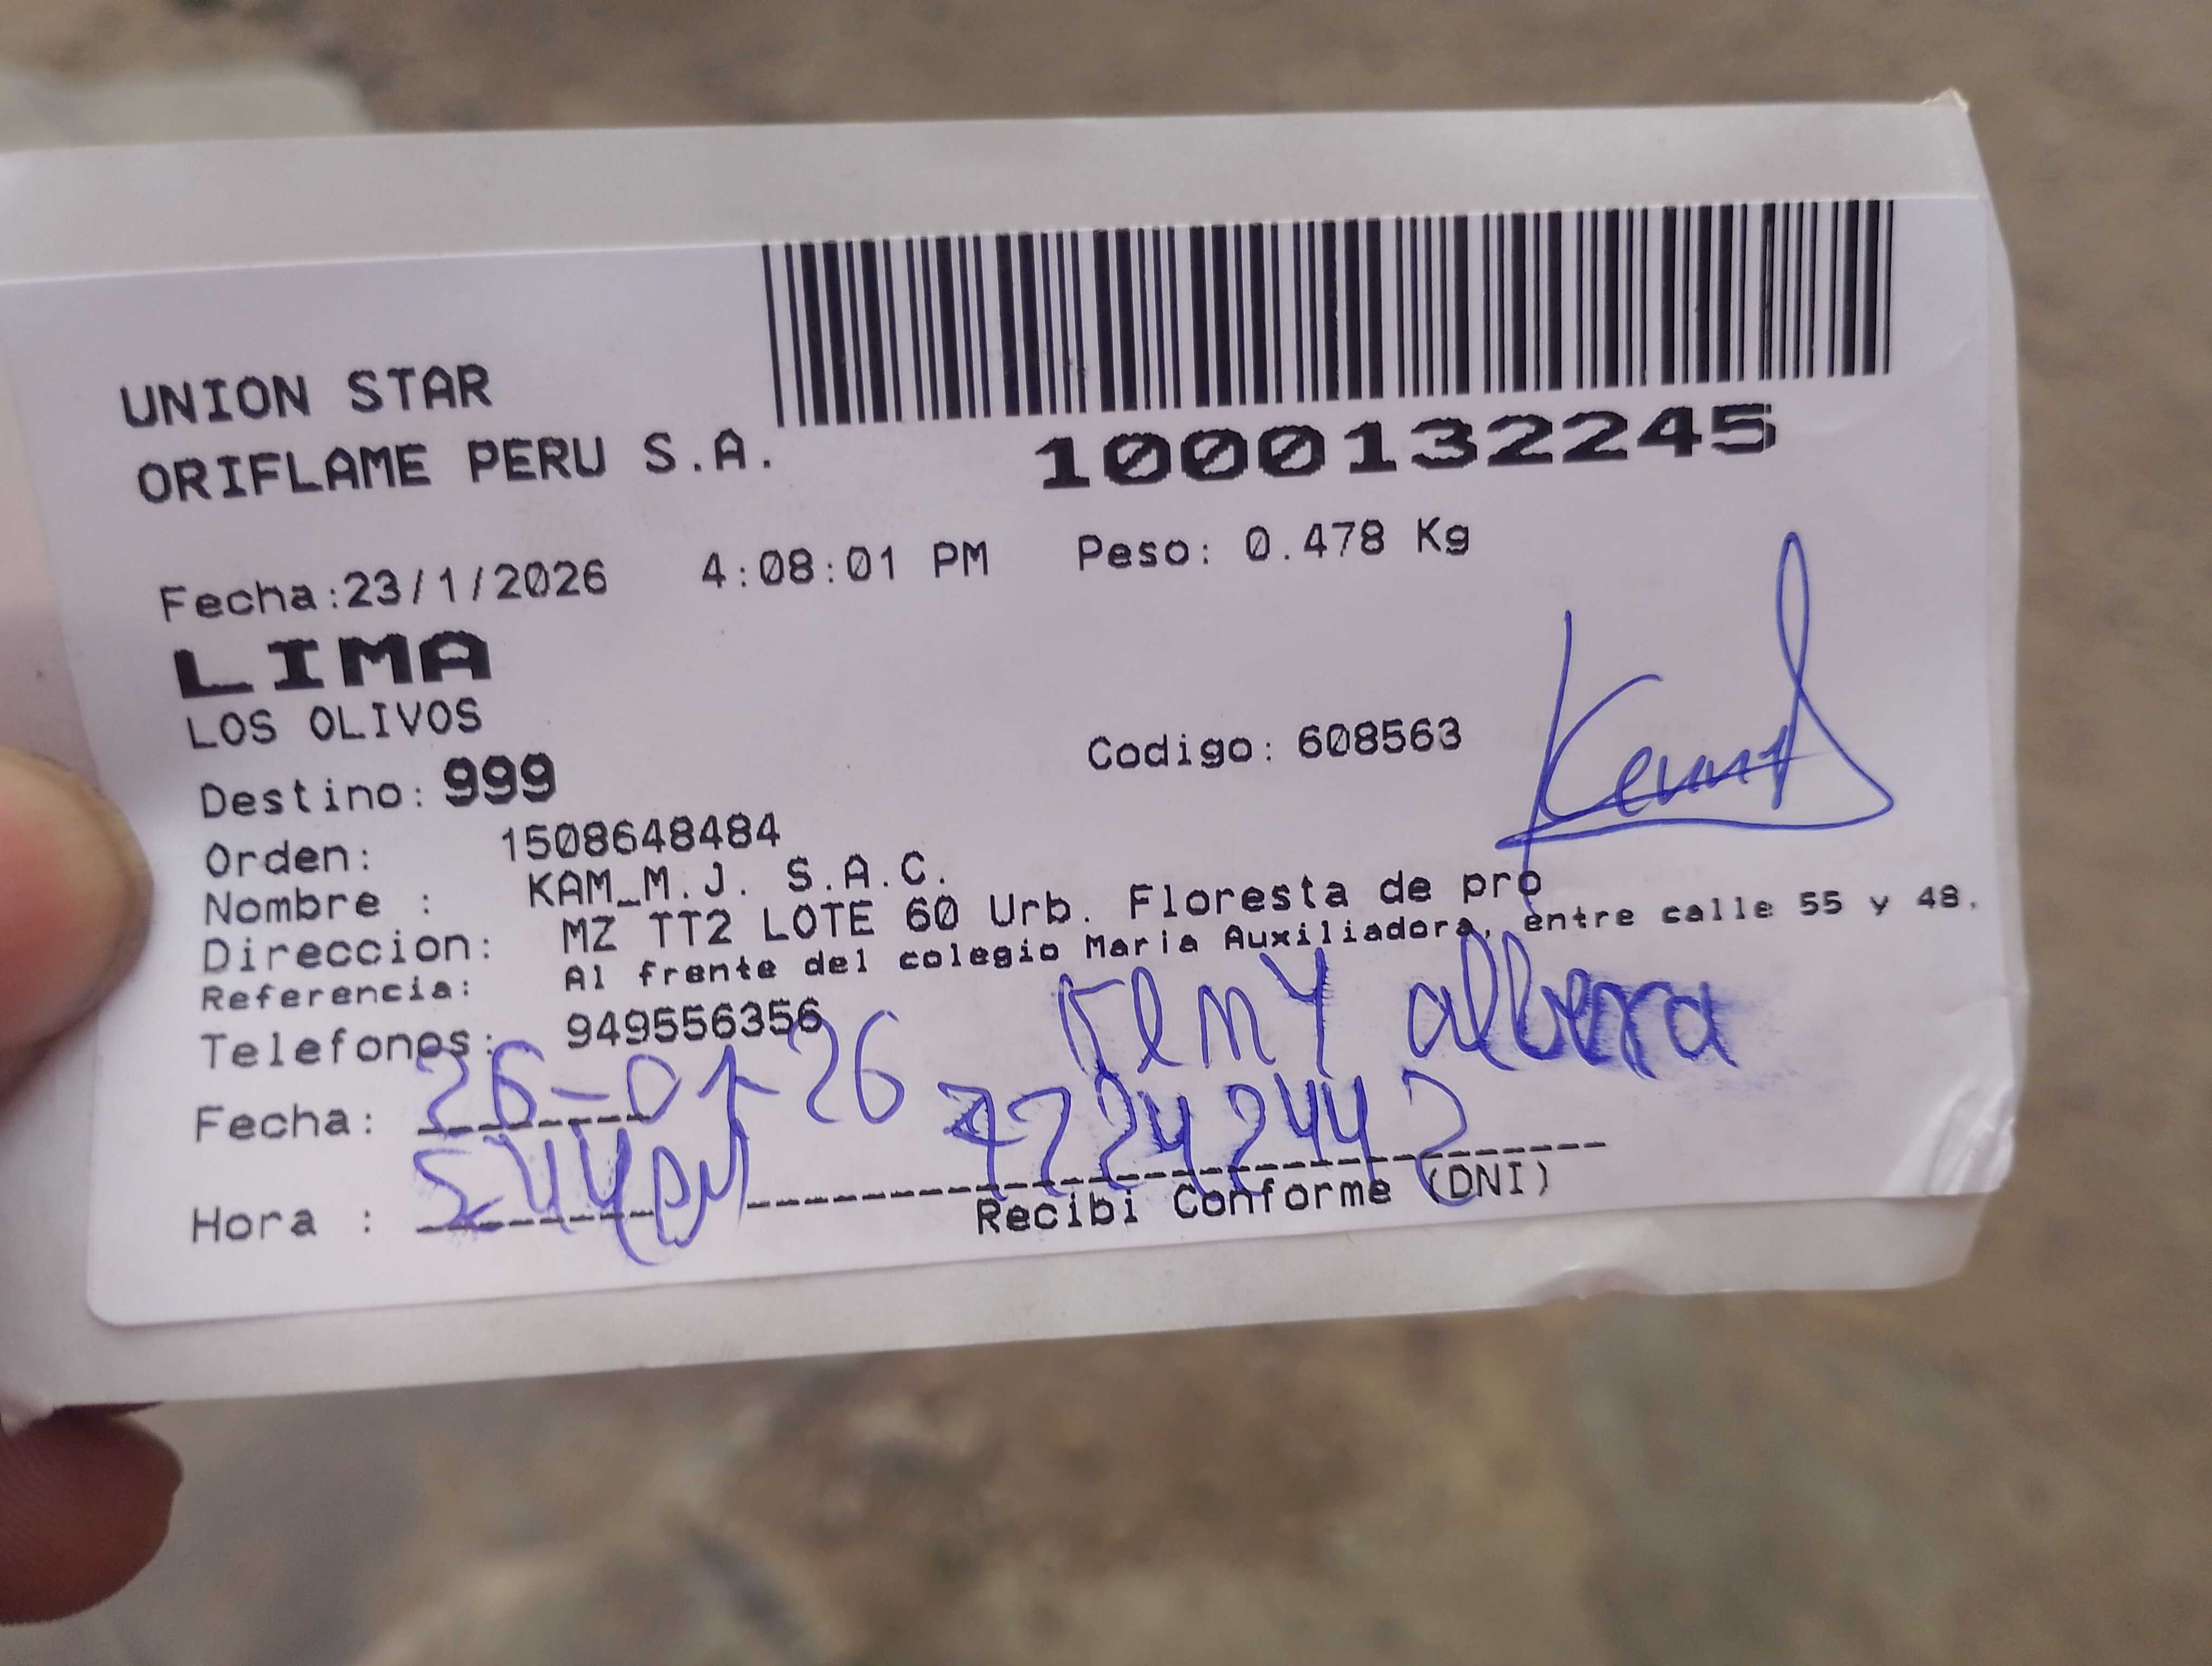 UNION STAR
ORIFLAME PERU S.A.
1000132245
Fecha:23/1/2026 4:08:01 PM Peso: 0.478 Kg
LIMA
LOS OLIVOS
Codigo: 608563
Destino: 999
Orden: 1508648484
Nombre : KAM_M.J. S.A.C.
Direccion: MZ TT2 LOTE 60 Urb. Floresta de pro
Referencia: Al frente del colegio Maria Auxiliadora, entre calle 55 y 48.
Telefonos: 949556356
Fecha: 26-01-26
Hora : 5:44pm
Recibi Conforme (DNI)